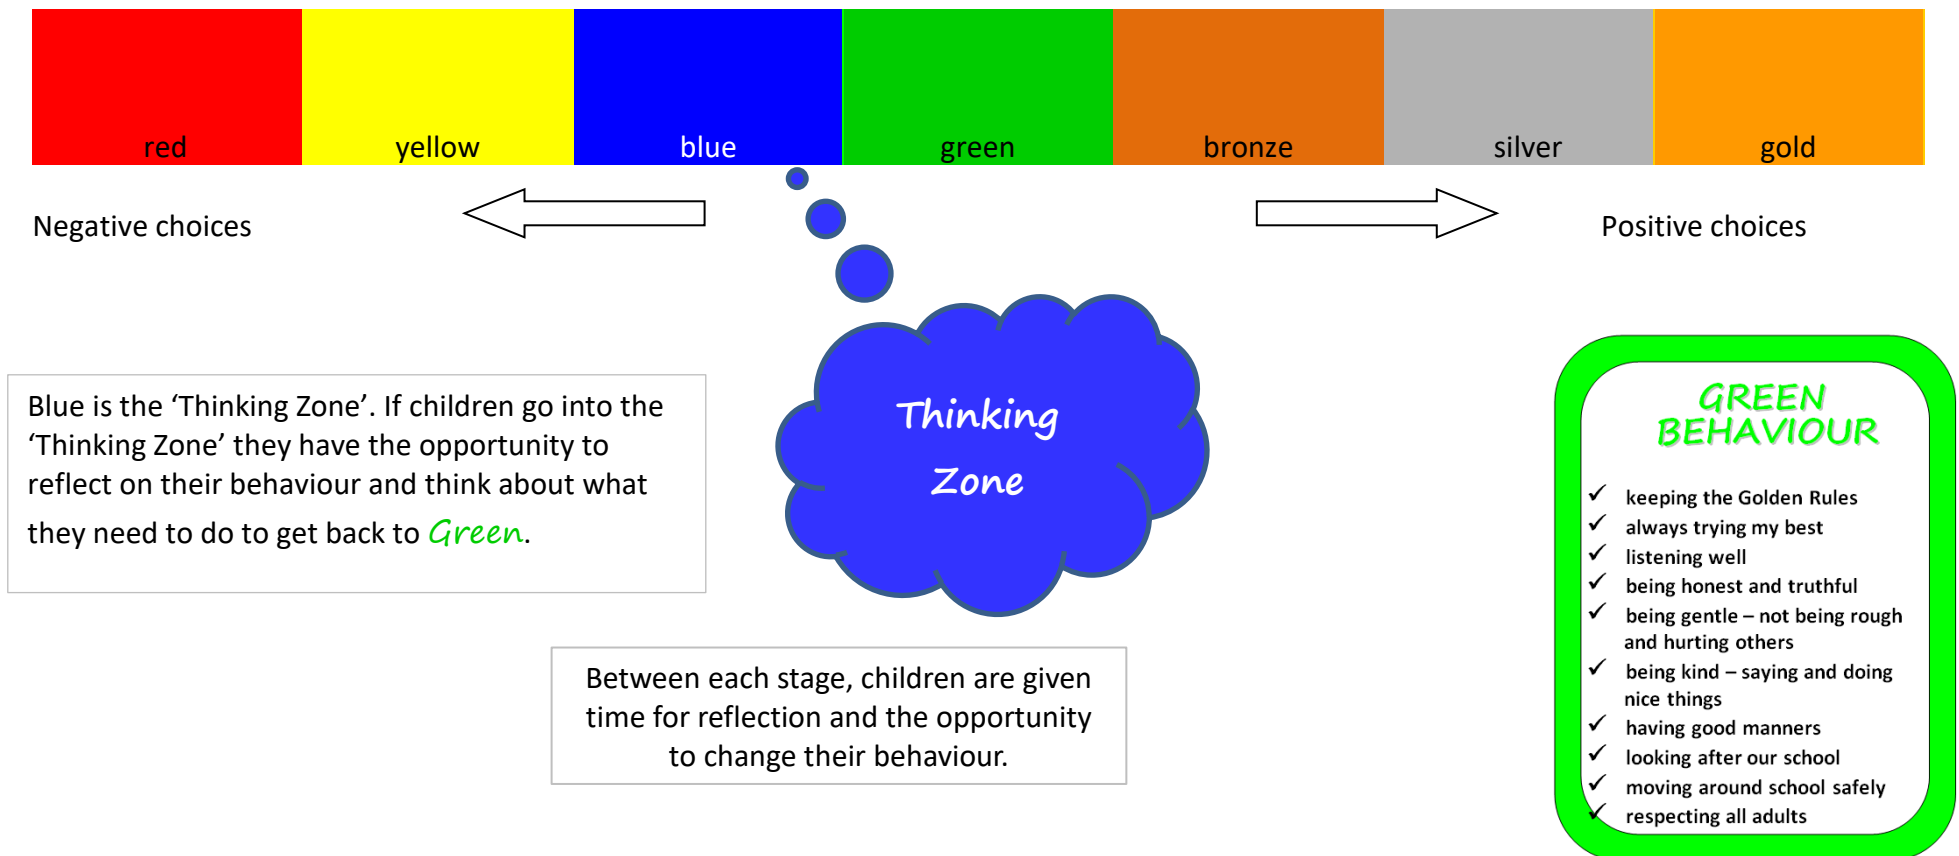 red
yellow
blue
green
bronze
silver
gold
Negative choices
Positive choices
Blue is the ‘Thinking Zone’. If children go into the
‘Thinking Zone’ they have the opportunity to
reflect on their behaviour and think about what
they need to do to get back to Green.
Thinking
Zone
Between each stage, children are given
time for reflection and the opportunity
to change their behaviour.
GREEN
BEHAVIOUR
✓ keeping the Golden Rules
✓ always trying my best
✓ listening well
✓ being honest and truthful
✓ being gentle – not being rough
and hurting others
✓ being kind – saying and doing
nice things
✓ having good manners
✓ looking after our school
✓ moving around school safely
✓ respecting all adults